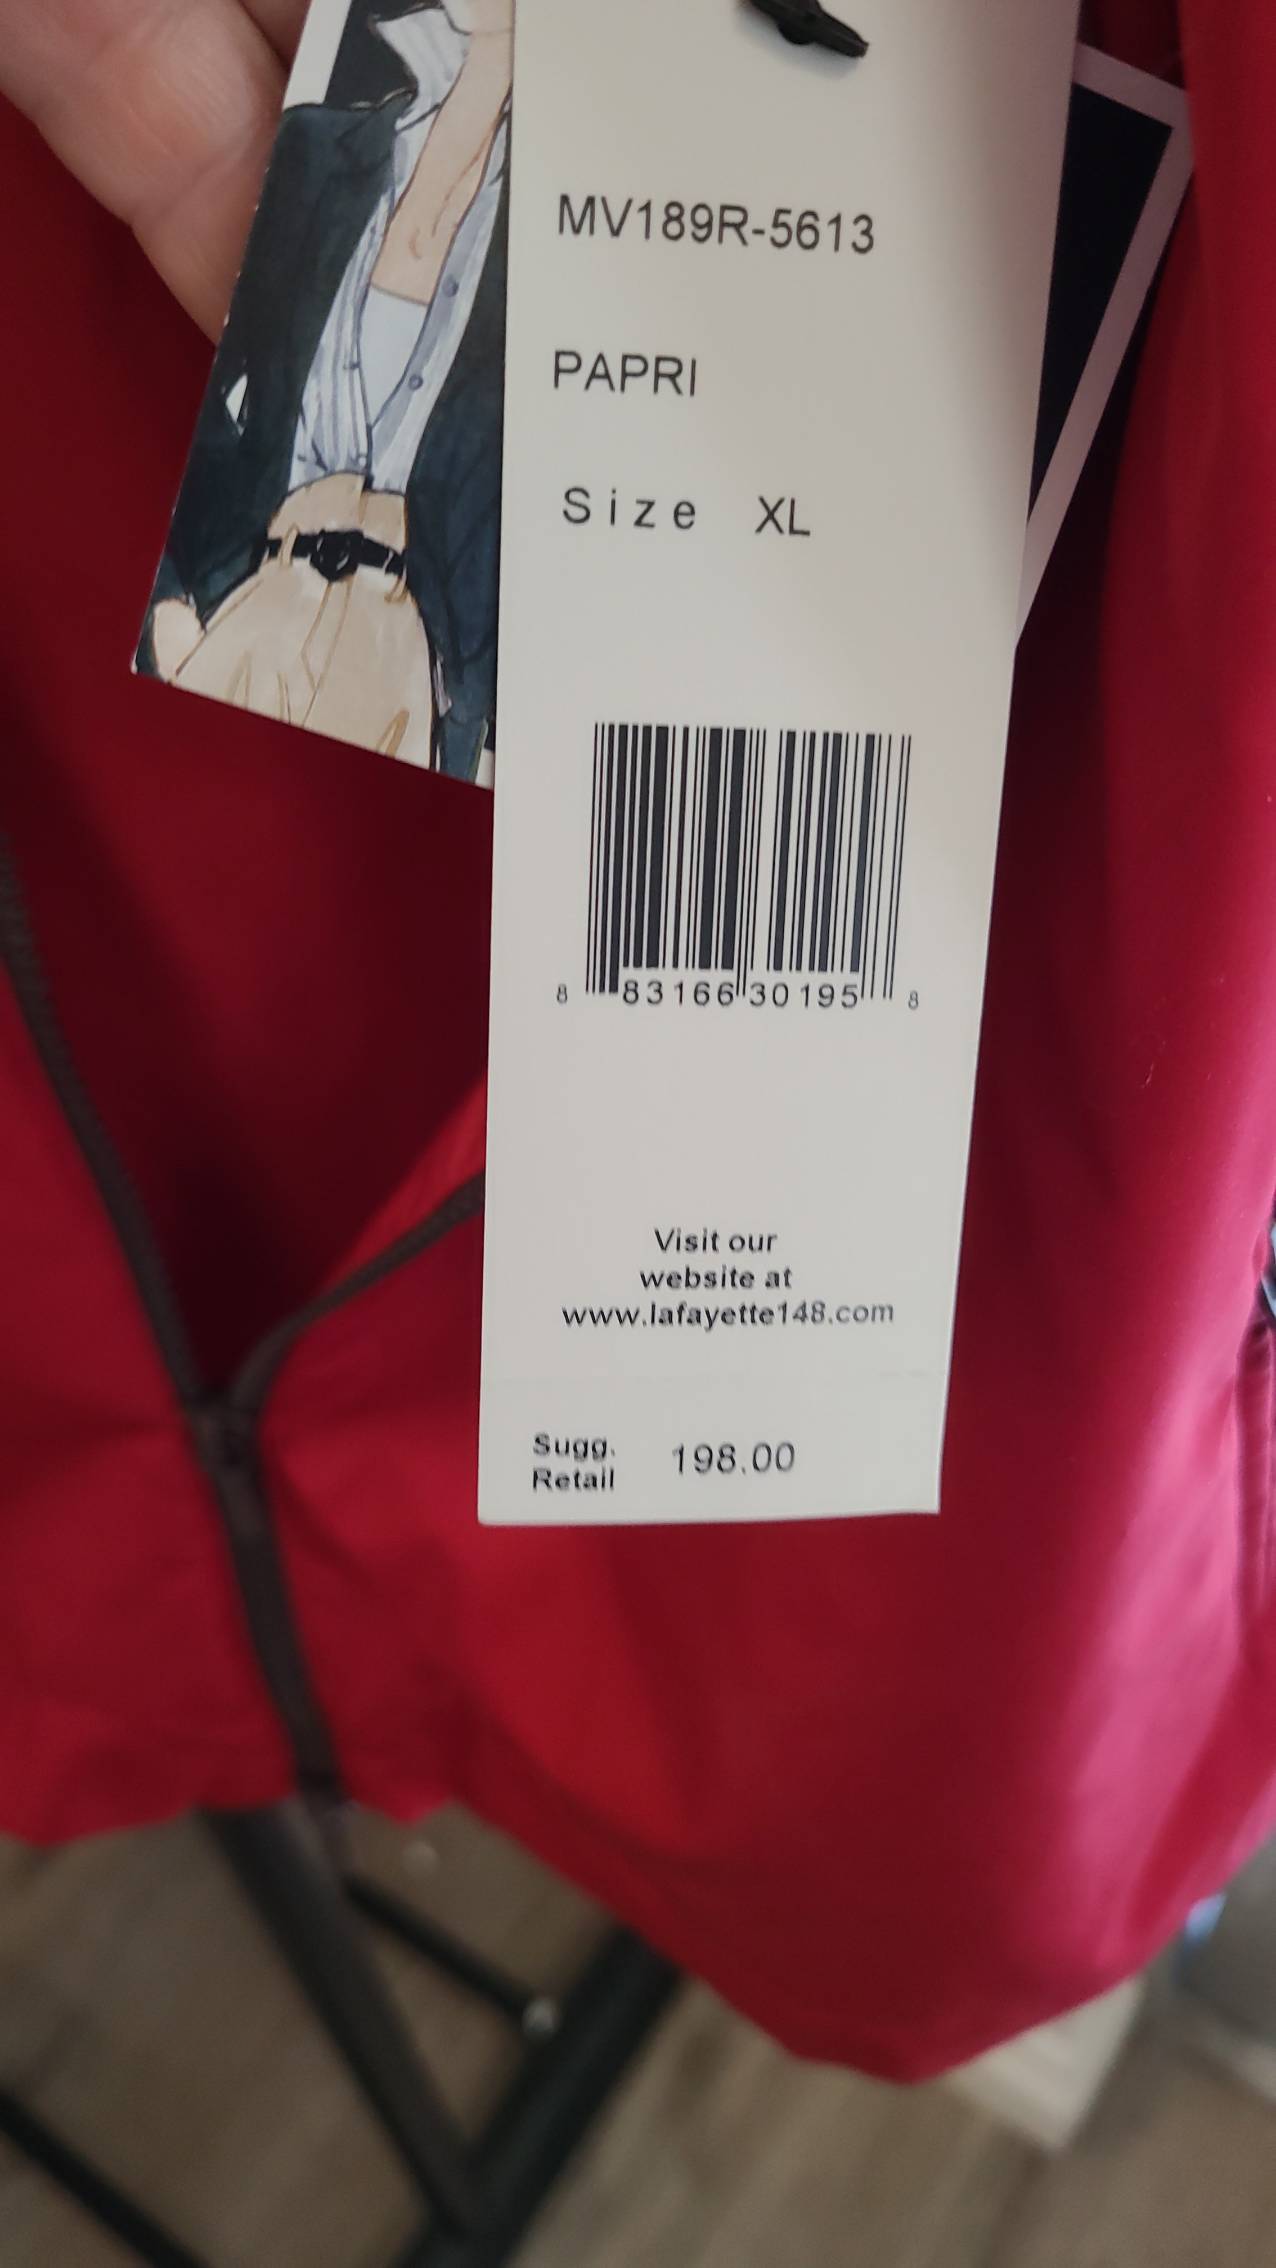 MV189R-5613
PAPRI
Size XL
8 83166 30195 8
Visit our
website at
www.lafayette148.com
Sugg.
Retail 198.00